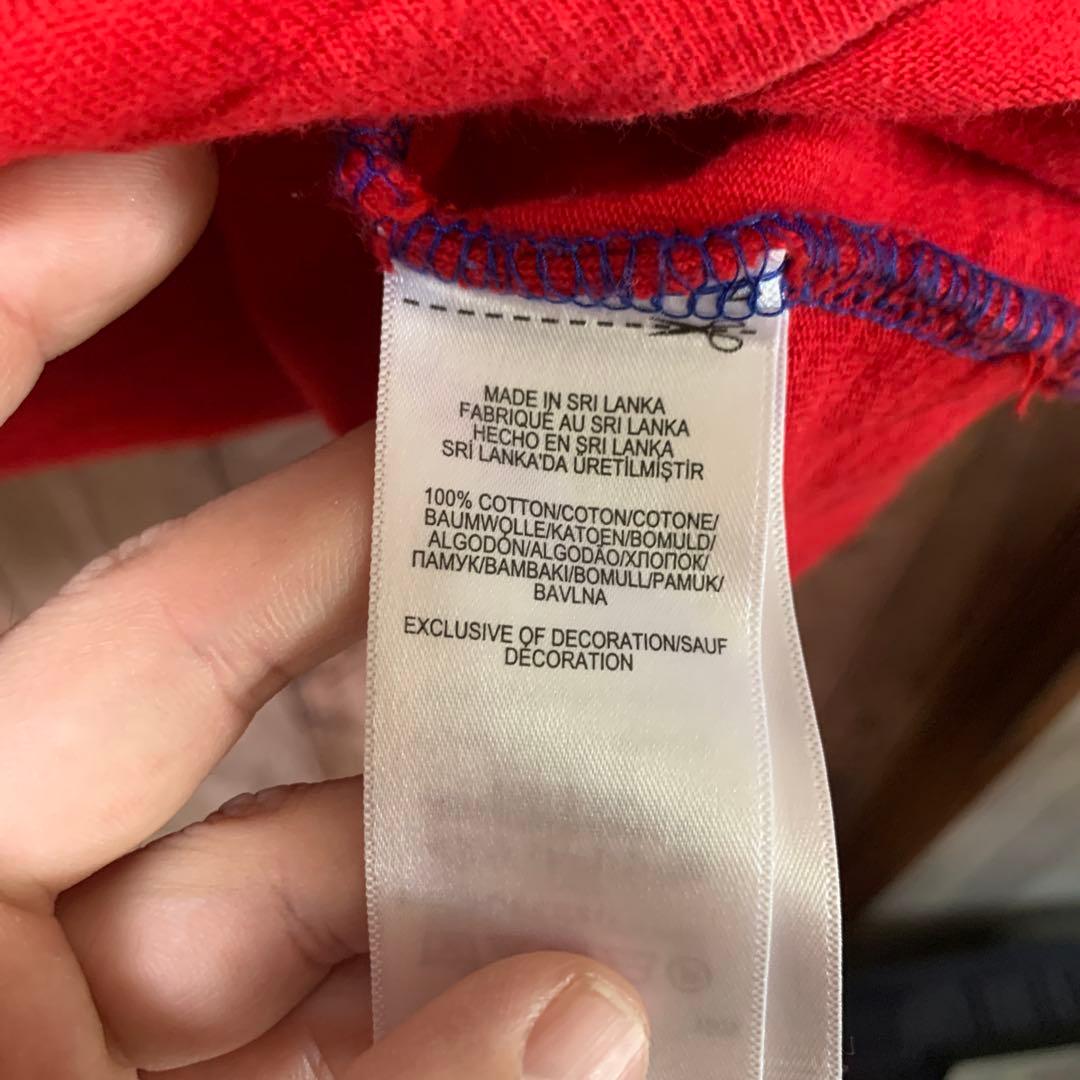 MADE IN SRI LANKA
FABRIQUÉ AU SRI LANKA
HECHO EN SRI LANKA
SRİ LANKA'DA ÜRETİLMİŞTİR
100% COTTON/COTON/COTONE/
BAUMWOLLE/KATOEN/BOMULD/
ALGODÓN/ALGODÃO/ХЛОПОК/
ПАМУК/BAMBAKI/BOMULL/PAMUK/
BAVLNA
EXCLUSIVE OF DECORATION/SAUF
DÉCORATION